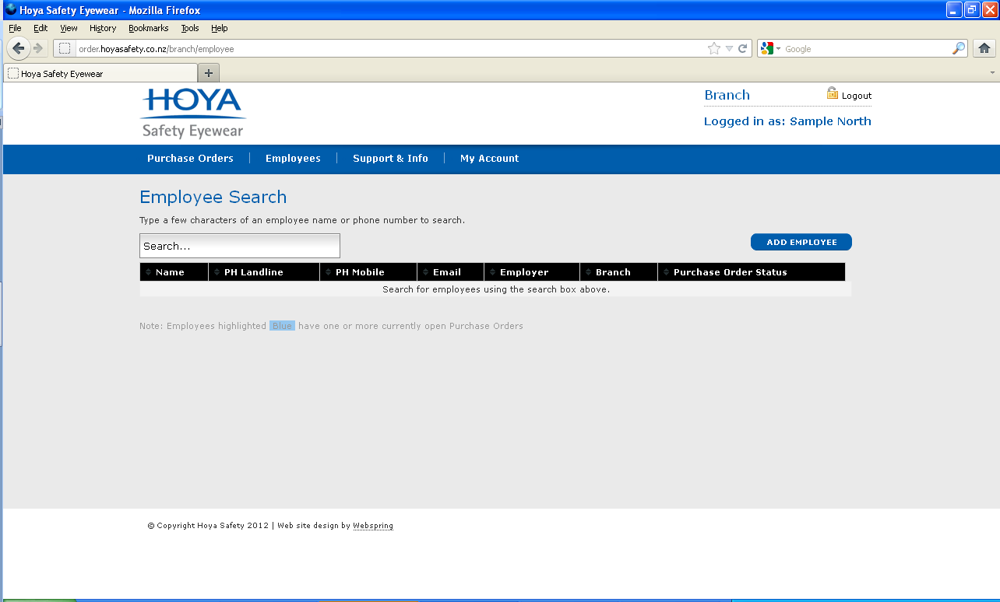 Hoya Safety Eyewear - Mozilla Firefox
File Edit View History Bookmarks Tools Help
order.hoyasafety.co.nz/branch/employee
Google
Hoya Safety Eyewear
HOYA
Safety Eyewear
Branch
Logout
Logged in as: Sample North
Purchase Orders | Employees | Support & Info | My Account
Employee Search
Type a few characters of an employee name or phone number to search.
Search...
ADD EMPLOYEE
Name PH Landline PH Mobile Email Employer Branch Purchase Order Status
Search for employees using the search box above.
Note: Employees highlighted Blue have one or more currently open Purchase Orders
© Copyright Hoya Safety 2012 | Web site design by Webspring